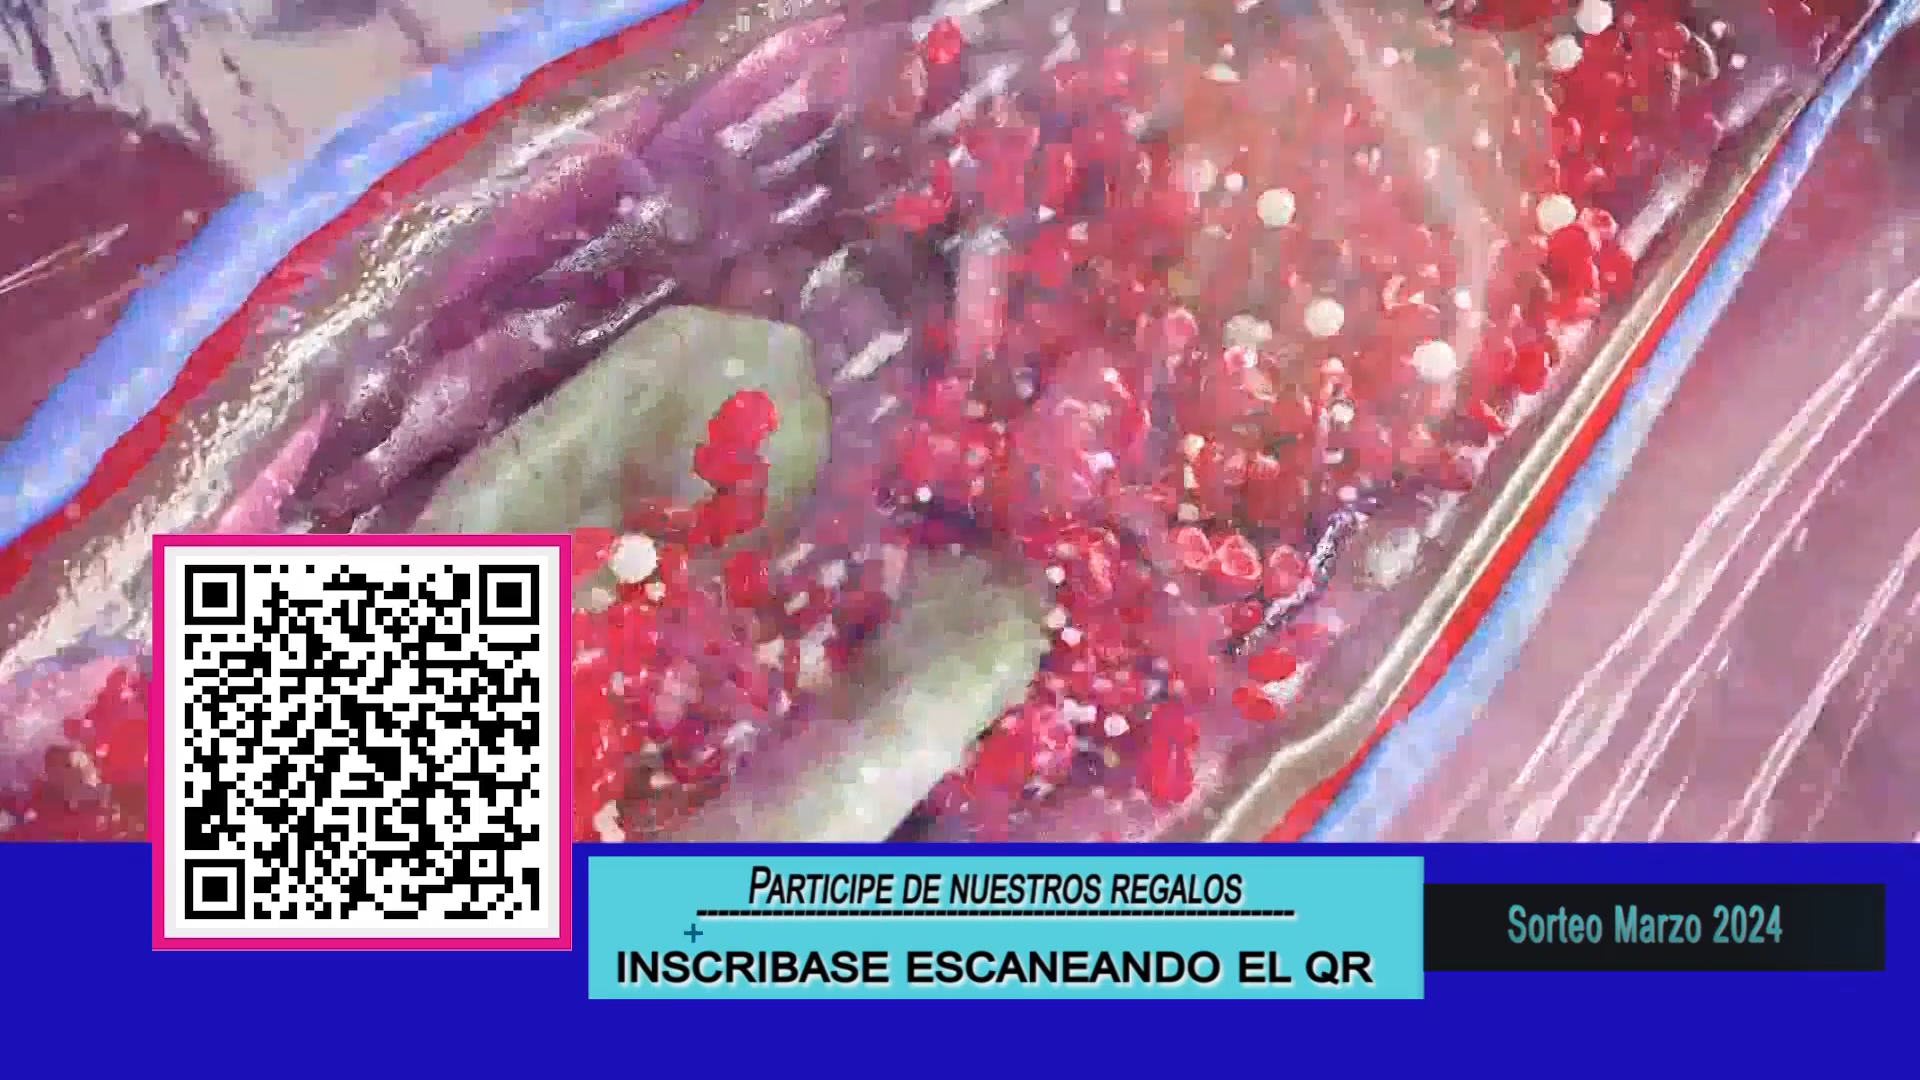 PARTICIPE DE NUESTROS REGALOS
INSCRIBASE ESCANEANDO EL QR
Sorteo Marzo 2024